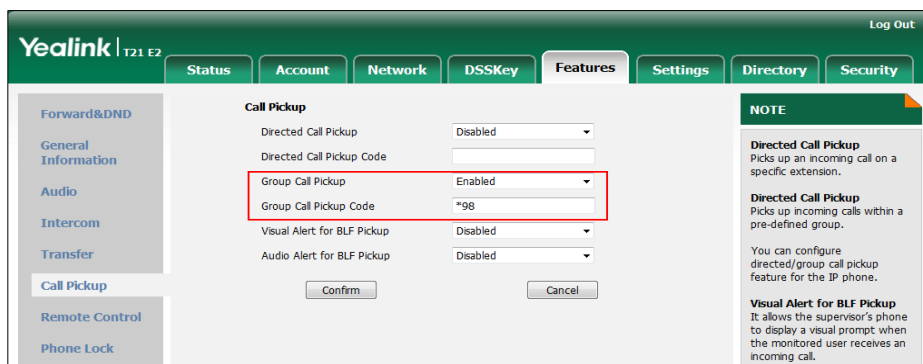 Log Out
Yealink T21 E2
Status Account Network DSSKey Features Settings Directory Security
Forward&DND
General
Information
Audio
Intercom
Transfer
Call Pickup
Remote Control
Phone Lock
Call Pickup
Directed Call Pickup Disabled
Directed Call Pickup Code
Group Call Pickup Enabled
Group Call Pickup Code *98
Visual Alert for BLF Pickup Disabled
Audio Alert for BLF Pickup Disabled
Confirm Cancel
NOTE
Directed Call Pickup
Picks up an incoming call on a
specific extension.
Directed Call Pickup
Picks up incoming calls within a
pre-defined group.
You can configure
directed/group call pickup
feature for the IP phone.
Visual Alert for BLF Pickup
It allows the supervisor's phone
to display a visual prompt when
the monitored user receives an
incoming call.